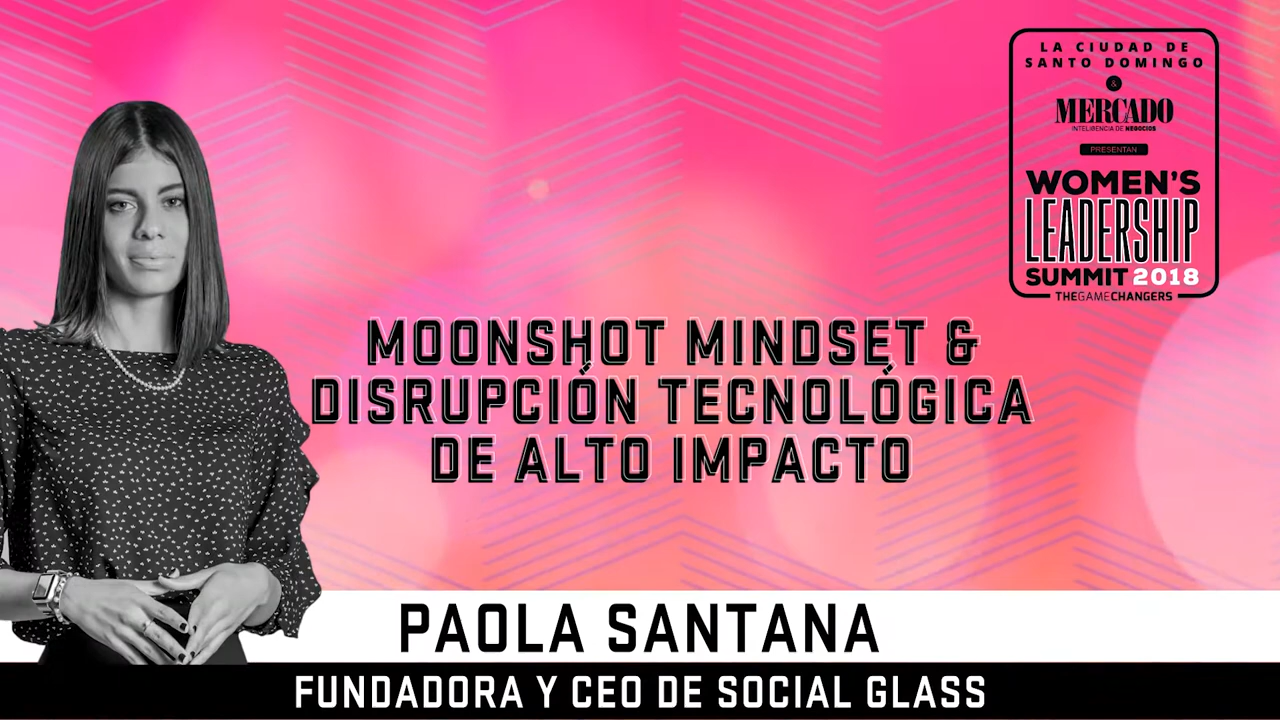 LA CIUDAD DE
SANTO DOMINGO
&
MERCADO
INTELIGENCIA DE NEGOCIOS
PRESENTAN
WOMEN'S
LEADERSHIP
SUMMIT 2018
THEGAMECHANGERS
MOONSHOT MINDSET &
DISRUPCIÓN TECNOLÓGICA
DE ALTO IMPACTO
PAOLA SANTANA
FUNDADORA Y CEO DE SOCIAL GLASS